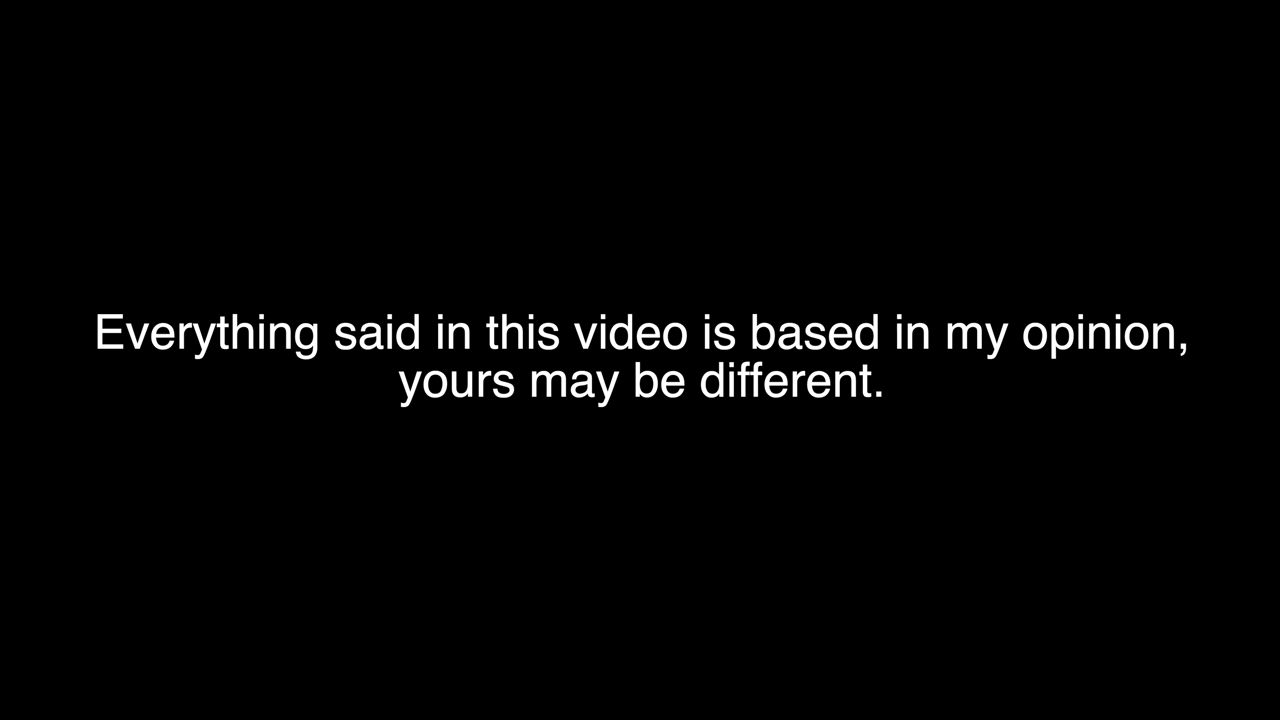 Everything said in this video is based in my opinion,
yours may be different.